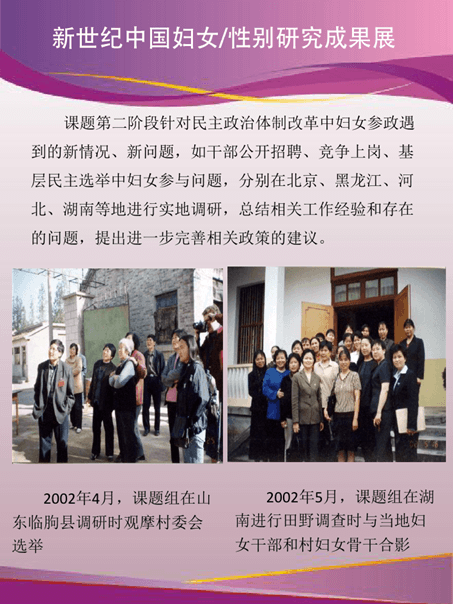 新世纪中国妇女/性别研究成果展
课题第二阶段针对民主政治体制改革中妇女参政遇
到的新情况、新问题，如干部公开招聘、竞争上岗、基
层民主选举中妇女参与问题，分别在北京、黑龙江、河
北、湖南等地进行实地调研，总结相关工作经验和存在
的问题，提出进一步完善相关政策的建议。
2002年4月，课题组在山
东临朐县调研时观摩村委会
选举
2002年5月，课题组在湖
南进行田野调查时与当地妇
女干部和村妇女骨干合影